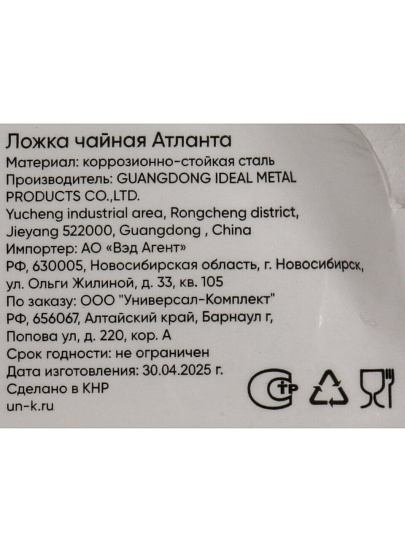 Ложка чайная Атланта
Материал: коррозионно-стойкая сталь
Производитель: GUANGDONG IDEAL METAL
PRODUCTS CO.,LTD.
Yucheng industrial area, Rongcheng district,
Jieyang 522000, Guangdong , China
Импортер: АО «Вэд Агент»
РФ, 630005, Новосибирская область, г. Новосибирск,
ул. Ольги Жилиной, д. 33, кв. 105
По заказу: ООО "Универсал-Комплект"
РФ, 656067, Алтайский край, Барнаул г,
Попова ул, д. 220, кор. А
Срок годности: не ограничен
Дата изготовления: 30.04.2025 г.
Сделано в КНР
un-k.ru